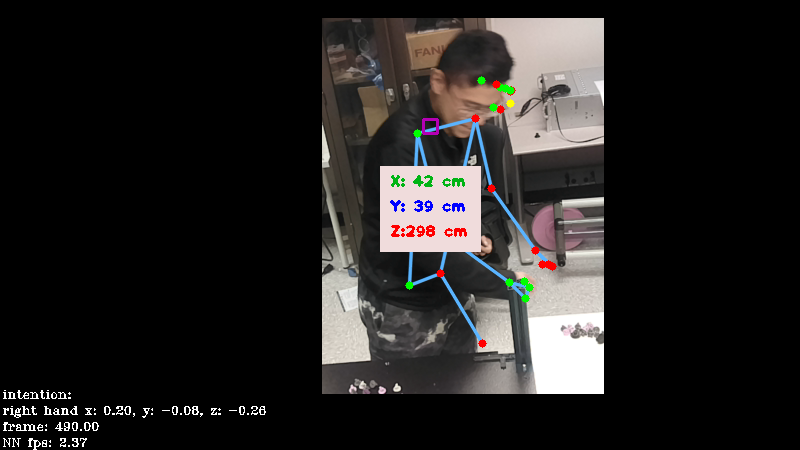 FANU
X: 42 cm
Y: 39 cm
Z:298 cm
intention:
right hand x: 0.20, y: -0.08, z: -0.26
frame: 490.00
NN fps: 2.37